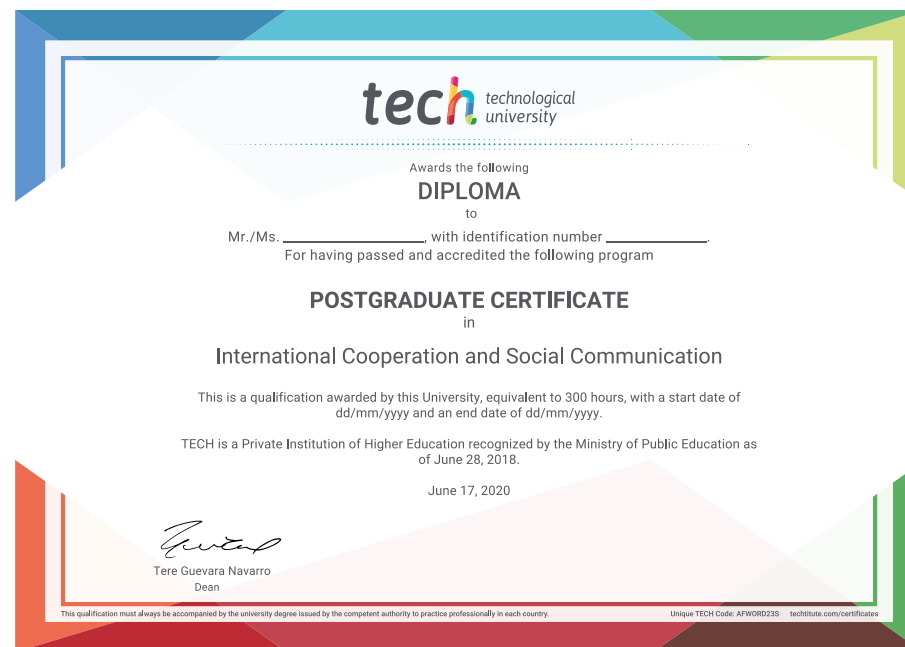 tech technological
university
Awards the following
DIPLOMA
to
Mr./Ms. ____________________, with identification number ______________.
For having passed and accredited the following program
POSTGRADUATE CERTIFICATE
in
International Cooperation and Social Communication
This is a qualification awarded by this University, equivalent to 300 hours, with a start date of
dd/mm/yyyy and an end date of dd/mm/yyyy.
TECH is a Private Institution of Higher Education recognized by the Ministry of Public Education as
of June 28, 2018.
June 17, 2020
Tere Guevara Navarro
Dean
This qualification must always be accompanied by the university degree issued by the competent authority to practice professionally in each country. Unique TECH Code: AFWORD23S techtitute.com/certificates